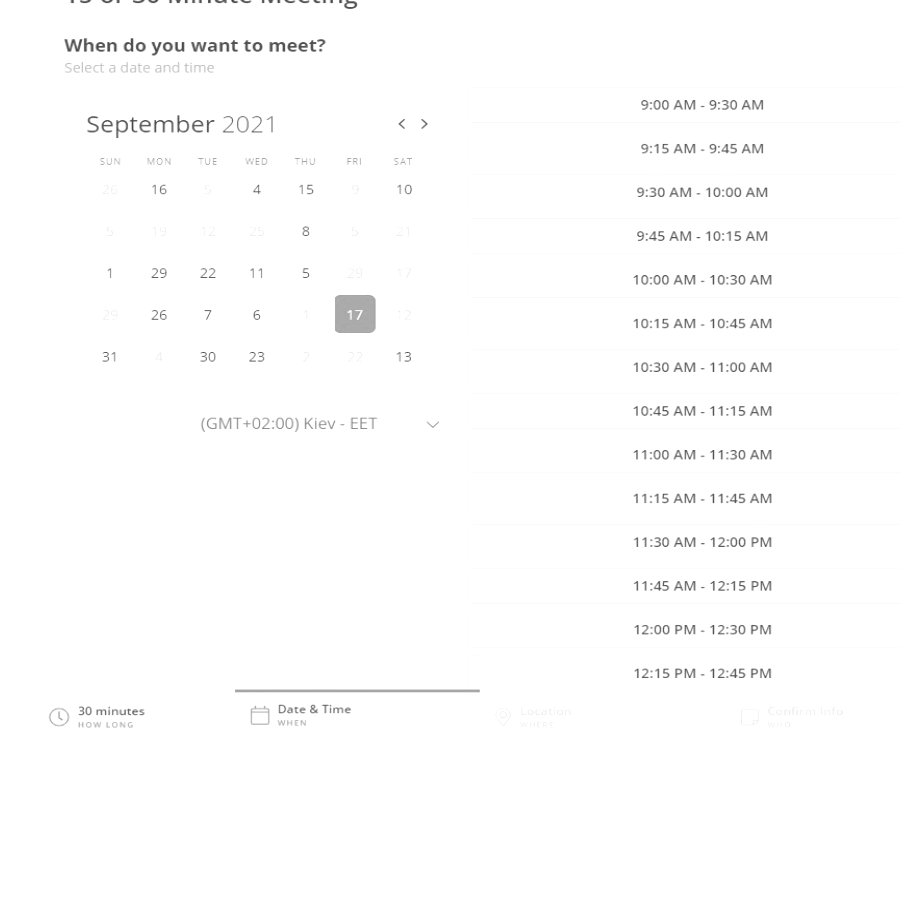 When do you want to meet?
Select a date and time
September 2021
SUN MON TUE WED THU FRI SAT
26 16 5 4 15 9 10
5 19 12 25 8 5 21
1 29 22 11 5 29 17
29 26 7 6 1 17 12
31 4 30 23 2 22 13
(GMT+02:00) Kiev - EET
9:00 AM - 9:30 AM
9:15 AM - 9:45 AM
9:30 AM - 10:00 AM
9:45 AM - 10:15 AM
10:00 AM - 10:30 AM
10:15 AM - 10:45 AM
10:30 AM - 11:00 AM
10:45 AM - 11:15 AM
11:00 AM - 11:30 AM
11:15 AM - 11:45 AM
11:30 AM - 12:00 PM
11:45 AM - 12:15 PM
12:00 PM - 12:30 PM
12:15 PM - 12:45 PM
30 minutes
HOW LONG
Date & Time
WHEN
Location
WHERE
Confirm Info